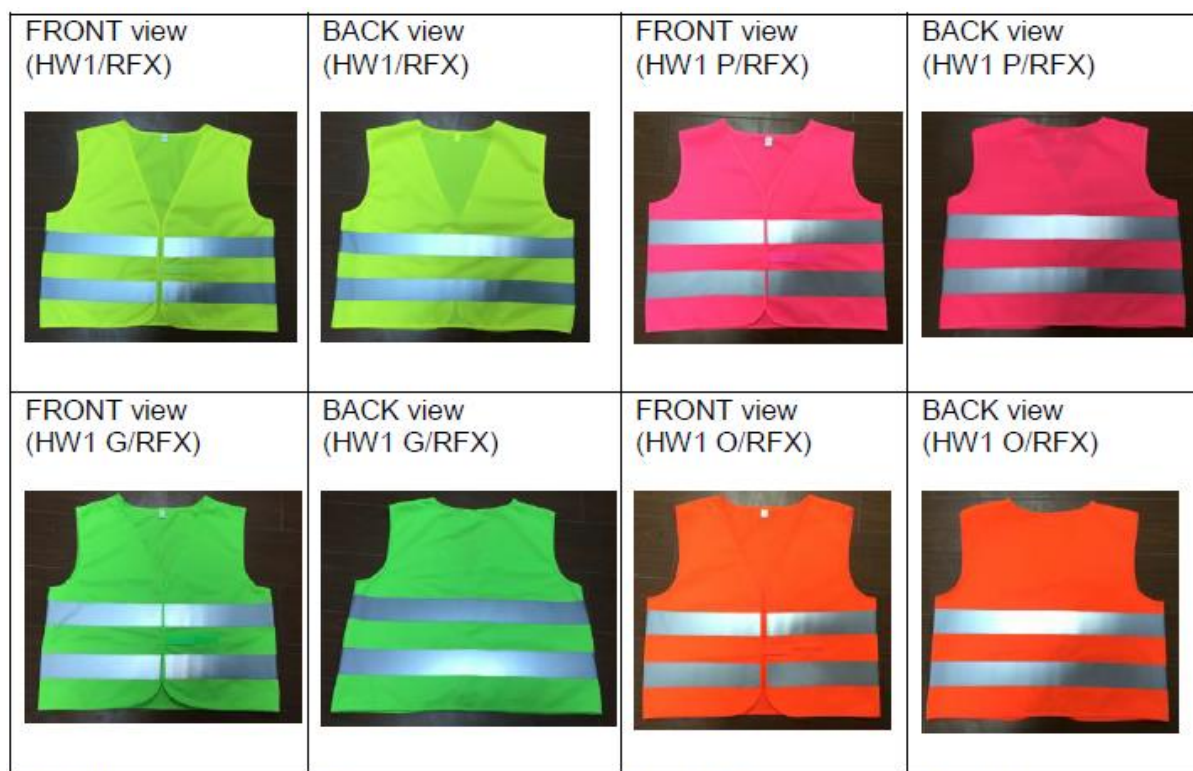 FRONT view
(HW1/RFX)
BACK view
(HW1/RFX)
FRONT view
(HW1 P/RFX)
BACK view
(HW1 P/RFX)
FRONT view
(HW1 G/RFX)
BACK view
(HW1 G/RFX)
FRONT view
(HW1 O/RFX)
BACK view
(HW1 O/RFX)